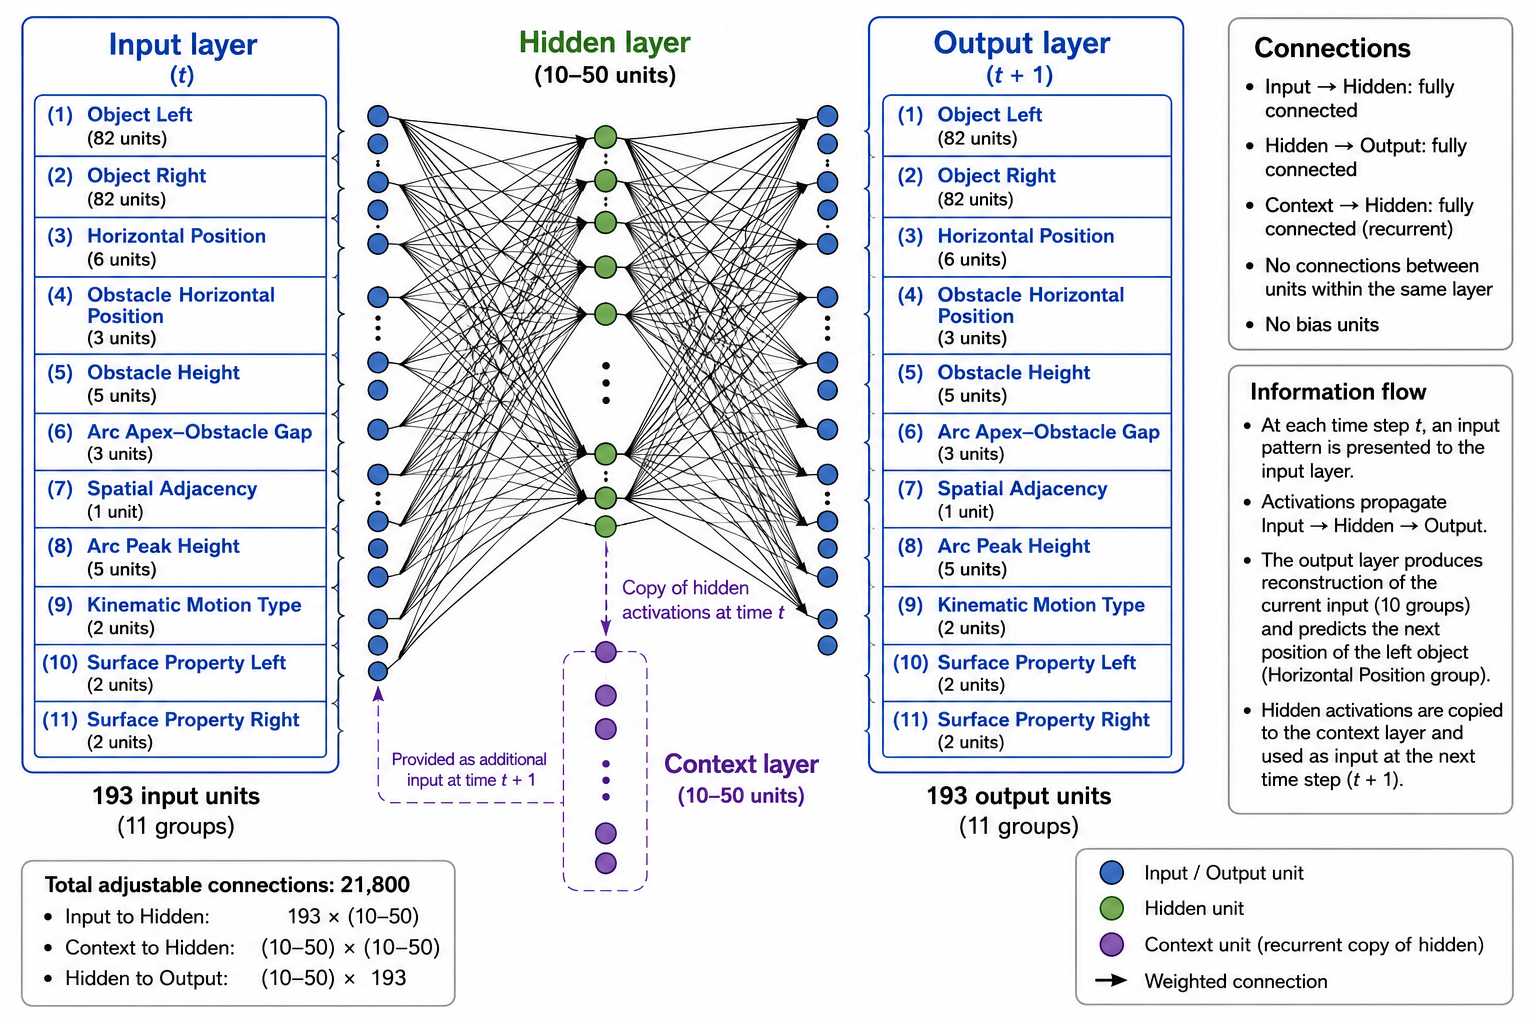 Input layer
(t)
(1) Object Left
(82 units)
(2) Object Right
(82 units)
(3) Horizontal Position
(6 units)
(4) Obstacle Horizontal
Position
(3 units)
(5) Obstacle Height
(5 units)
(6) Arc Apex–Obstacle Gap
(3 units)
(7) Spatial Adjacency
(1 unit)
(8) Arc Peak Height
(5 units)
(9) Kinematic Motion Type
(2 units)
(10) Surface Property Left
(2 units)
(11) Surface Property Right
(2 units)
193 input units
(11 groups)
Hidden layer
(10–50 units)
Copy of hidden
activations at time t
Provided as additional
input at time t + 1
Context layer
(10–50 units)
Output layer
(t + 1)
(1) Object Left
(82 units)
(2) Object Right
(82 units)
(3) Horizontal Position
(6 units)
(4) Obstacle Horizontal
Position
(3 units)
(5) Obstacle Height
(5 units)
(6) Arc Apex–Obstacle Gap
(3 units)
(7) Spatial Adjacency
(1 unit)
(8) Arc Peak Height
(5 units)
(9) Kinematic Motion Type
(2 units)
(10) Surface Property Left
(2 units)
(11) Surface Property Right
(2 units)
193 output units
(11 groups)
Connections
• Input → Hidden: fully
connected
• Hidden → Output: fully
connected
• Context → Hidden: fully
connected (recurrent)
• No connections between
units within the same layer
• No bias units
Information flow
• At each time step t, an input
pattern is presented to the
input layer.
• Activations propagate
Input → Hidden → Output.
• The output layer produces
reconstruction of the
current input (10 groups)
and predicts the next
position of the left object
(Horizontal Position group).
• Hidden activations are copied
to the context layer and
used as input at the next
time step (t + 1).
Total adjustable connections: 21,800
• Input to Hidden: 193 × (10–50)
• Context to Hidden: (10–50) × (10–50)
• Hidden to Output: (10–50) × 193
Input / Output unit
Hidden unit
Context unit (recurrent copy of hidden)
Weighted connection